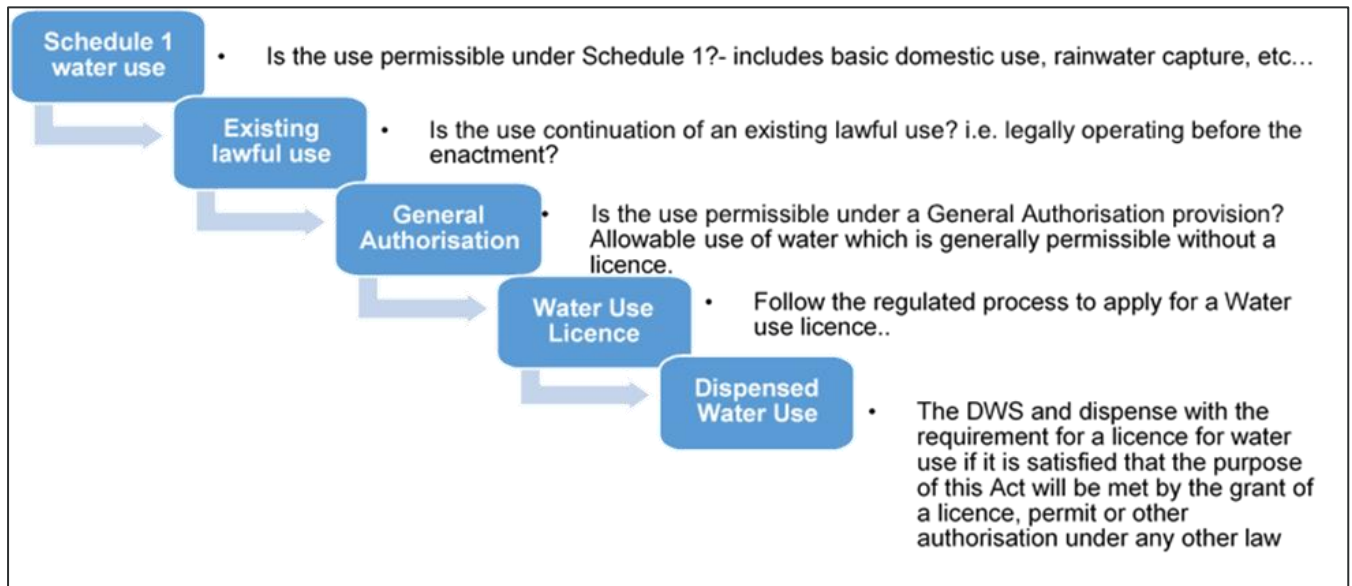 Schedule 1
water use
• Is the use permissible under Schedule 1?- includes basic domestic use, rainwater capture, etc…
Existing
lawful use
• Is the use continuation of an existing lawful use? i.e. legally operating before the
enactment?
General
Authorisation
• Is the use permissible under a General Authorisation provision?
Allowable use of water which is generally permissible without a
licence.
Water Use
Licence
• Follow the regulated process to apply for a Water
use licence..
Dispensed
Water Use
• The DWS and dispense with the
requirement for a licence for water
use if it is satisfied that the purpose
of this Act will be met by the grant of
a licence, permit or other
authorisation under any other law